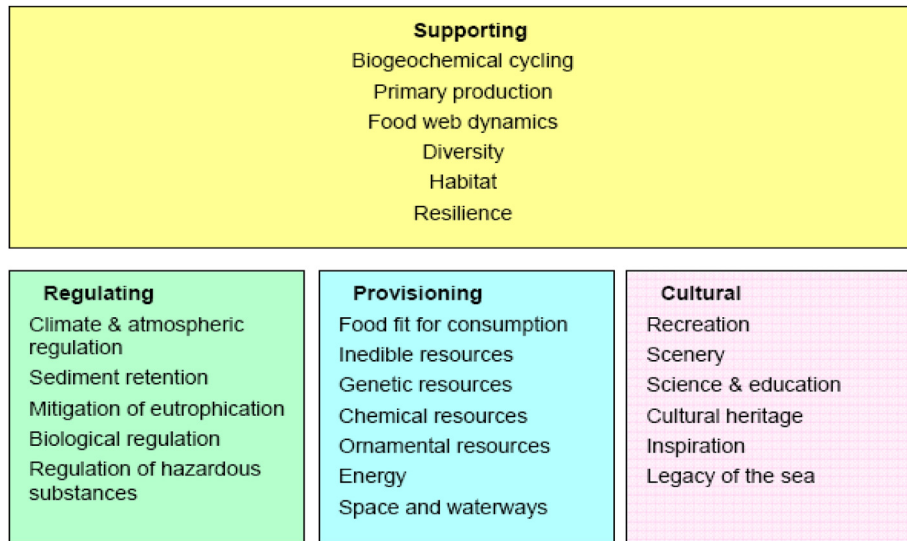 Supporting
Biogeochemical cycling
Primary production
Food web dynamics
Diversity
Habitat
Resilience
Regulating
Climate & atmospheric
regulation
Sediment retention
Mitigation of eutrophication
Biological regulation
Regulation of hazardous
substances
Provisioning
Food fit for consumption
Inedible resources
Genetic resources
Chemical resources
Ornamental resources
Energy
Space and waterways
Cultural
Recreation
Scenery
Science & education
Cultural heritage
Inspiration
Legacy of the sea